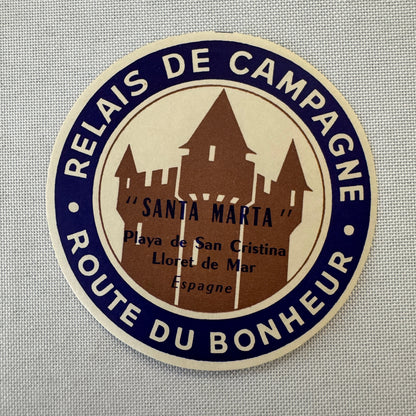 • RELAIS DE CAMPAGNE •
"SANTA MARTA"
Playa de San Cristina
Lloret de Mar
Espagne
ROUTE DU BONHEUR